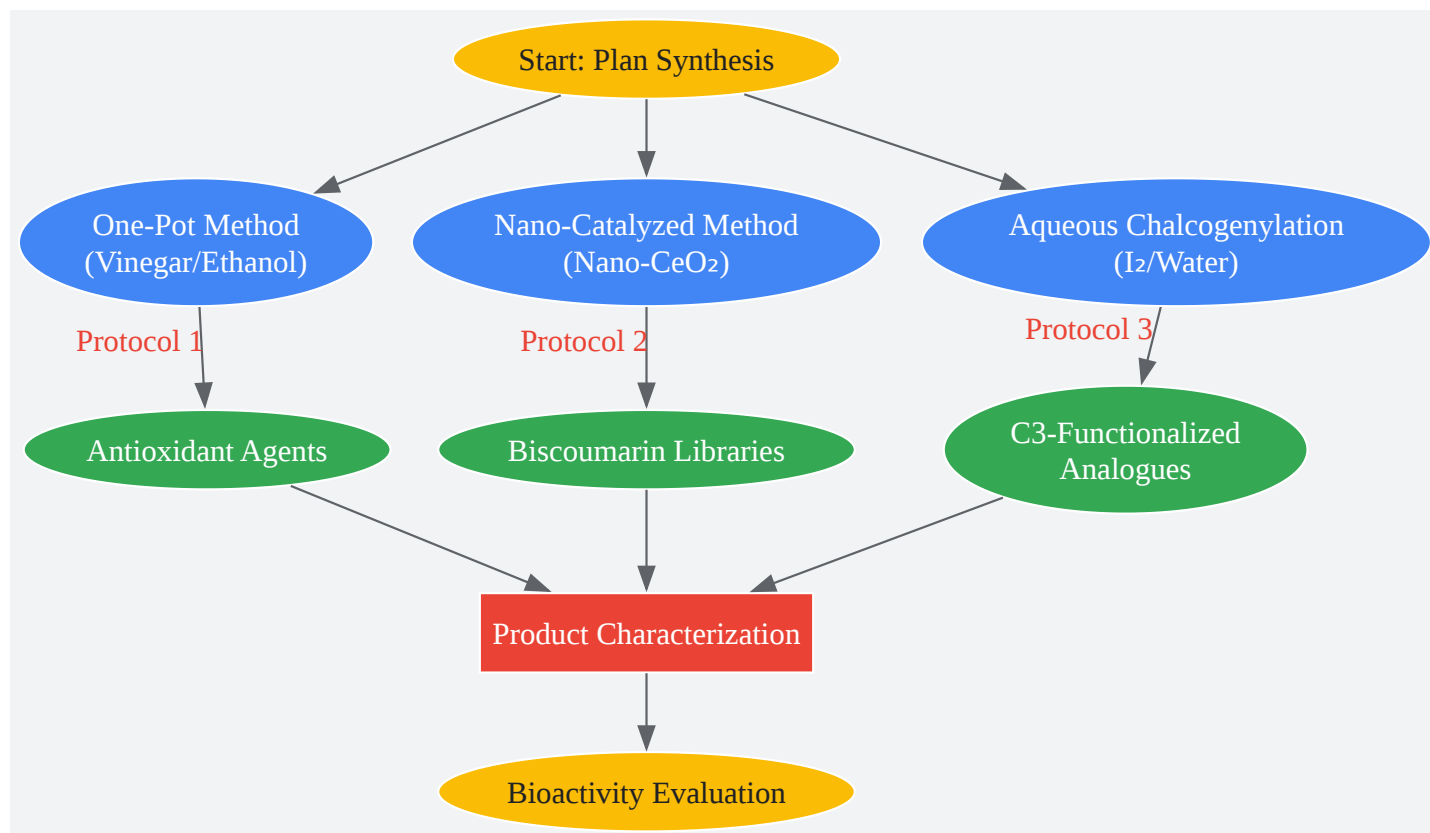 Start: Plan Synthesis
One-Pot Method
(Vinegar/Ethanol)
Nano-Catalyzed Method
(Nano-CeO₂)
Aqueous Chalcogenylation
(I₂/Water)
Protocol 1
Protocol 2
Protocol 3
Antioxidant Agents
Biscoumarin Libraries
C3-Functionalized
Analogues
Product Characterization
Bioactivity Evaluation